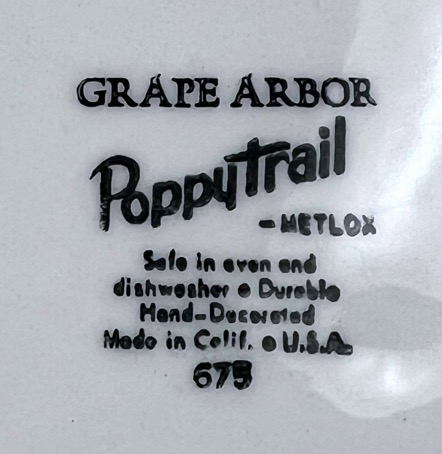 GRAPE ARBOR
Poppytrail
- METLOX
Safe in oven and
dishwasher • Durable
Hand-Decorated
Made in Calif. • U.S.A.
675